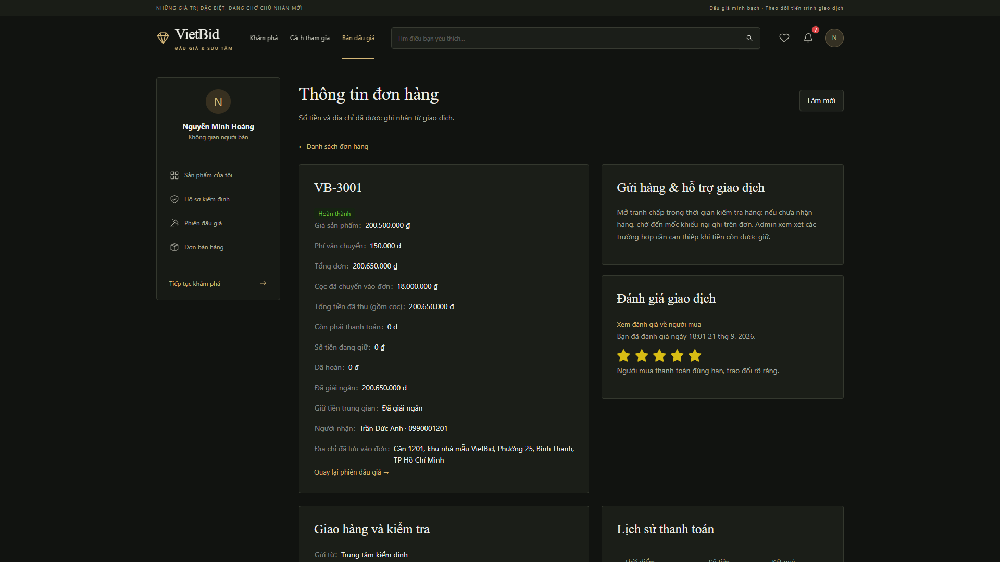 NHỮNG GIÁ TRỊ ĐẶC BIỆT, ĐANG CHỜ CHỦ NHÂN MỚI
Đấu giá minh bạch · Theo dõi tiến trình giao dịch
VietBid
ĐẤU GIÁ & SƯU TẦM
Khám phá
Cách tham gia
Bán đấu giá
Tìm điều bạn yêu thích...
7
N
N
Nguyễn Minh Hoàng
Không gian người bán
Sản phẩm của tôi
Hồ sơ kiểm định
Phiên đấu giá
Đơn bán hàng
Tiếp tục khám phá →
Thông tin đơn hàng
Số tiền và địa chỉ đã được ghi nhận từ giao dịch.
Làm mới
← Danh sách đơn hàng
VB-3001
Hoàn thành
Giá sản phẩm: 200.500.000 ₫
Phí vận chuyển: 150.000 ₫
Tổng đơn: 200.650.000 ₫
Cọc đã chuyển vào đơn: 18.000.000 ₫
Tổng tiền đã thu (gồm cọc): 200.650.000 ₫
Còn phải thanh toán: 0 ₫
Số tiền đang giữ: 0 ₫
Đã hoàn: 0 ₫
Đã giải ngân: 200.650.000 ₫
Giữ tiền trung gian: Đã giải ngân
Người nhận: Trần Đức Anh · 0990001201
Địa chỉ đã lưu vào đơn: Căn 1201, khu nhà mẫu VietBid, Phường 25, Bình Thạnh,
TP Hồ Chí Minh
Quay lại phiên đấu giá →
Gửi hàng & hỗ trợ giao dịch
Mở tranh chấp trong thời gian kiểm tra hàng; nếu chưa nhận
hàng, chờ đến mốc khiếu nại ghi trên đơn. Admin xem xét các
trường hợp cần can thiệp khi tiền còn được giữ.
Đánh giá giao dịch
Xem đánh giá về người mua
Bạn đã đánh giá ngày 18:01 21 thg 9, 2026.
Người mua thanh toán đúng hạn, trao đổi rõ ràng.
Giao hàng và kiểm tra
Gửi từ: Trung tâm kiểm định
Lịch sử thanh toán
Thời điểm
Số tiền
Kết quả